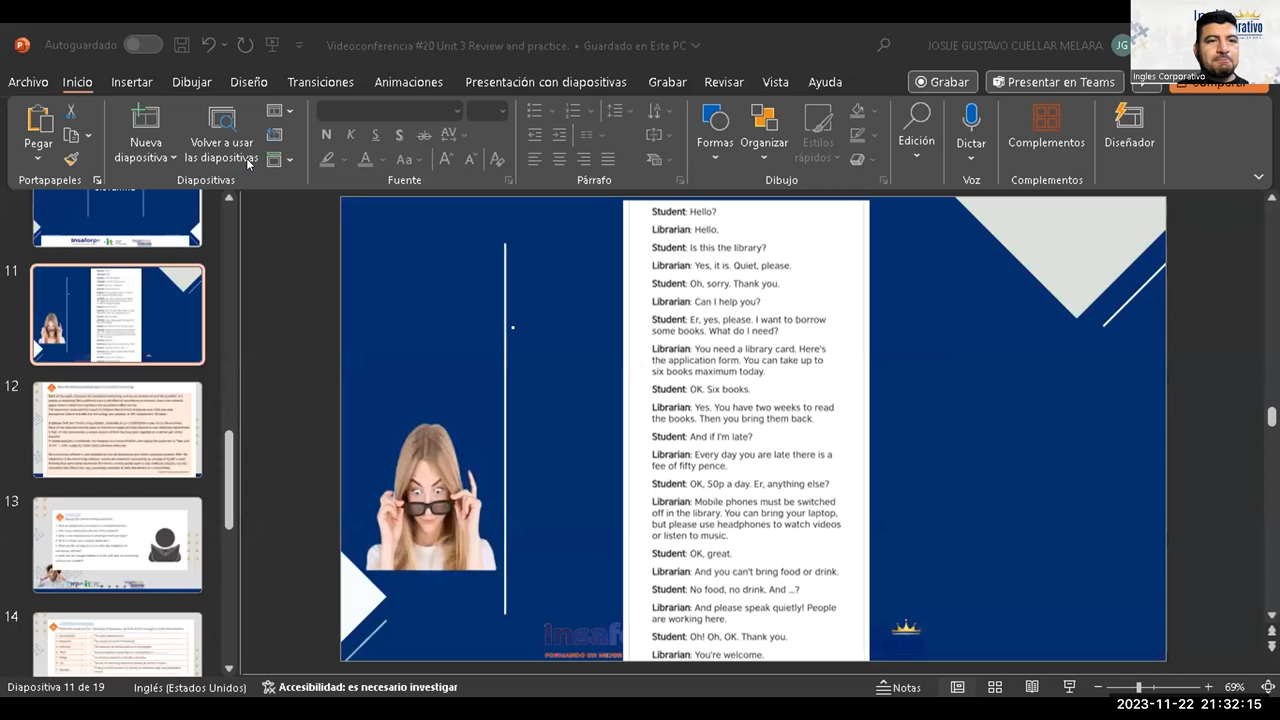 Autoguardado
Videoconferencia #20 Unit 3 Review
Guardado en Este PC
CUELLAR MELARA
JG
Ingles Corporativo
Archivo
Inicio
Insertar
Dibujar
Diseño
Transiciones
Animaciones
Presentación con diapositivas
Grabar
Revisar
Vista
Ayuda
Grabar
Presentar en Teams
Compartir
Pegar
Nueva
diapositiva
Volver a usar
las diapositivas
Formas
Organizar
Estilos
rápidos
Edición
Dictar
Complementos
Diseñador
Portapapeles
Diapositivas
Fuente
Párrafo
Dibujo
Voz
Complementos
11
12
13
14
Student: Hello?
Librarian: Hello.
Student: Is this the library?
Librarian: Yes, it is. Quiet, please.
Student: Oh, sorry. Thank you.
Librarian: Can I help you?
Student: Er, yes, please. I want to borrow
some books. What do I need?
Librarian: You need a library card. Here's
the application form. You can take up to
six books maximum today.
Student: OK. Six books.
Librarian: Yes. You have two weeks to read
the books. Then you bring them back.
Student: And if I'm late?
Librarian: Every day you are late there is a
fee of fifty pence.
Student: OK, 50p a day. Er, anything else?
Librarian: Mobile phones must be switched
off in the library. You can bring your laptop,
but please use headphones to watch videos
or listen to music.
Student: OK, great.
Librarian: And you can't bring food or drink.
Student: No food, no drink. And ...?
Librarian: And please speak quietly! People
are working here.
Student: Oh! Oh, OK. Thank you.
Librarian: You're welcome.
Diapositiva 11 de 19
Inglés (Estados Unidos)
Accesibilidad: es necesario investigar
Notas
69%
2023-11-22 21:32:15